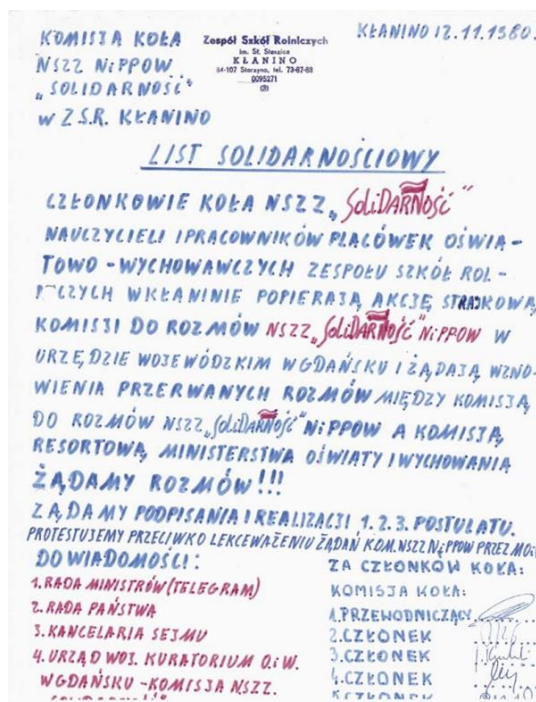 KOMISJA KOŁA
NSZZ NiPPOW
„SOLIDARNOŚĆ"
w Z.S.R. KŁANINO
Zespół Szkół Rolniczych
im. St. Staszica
KŁANINO
84-107 Starzyno, tel. 73-87-88
0095271
(3)
KŁANINO 12.11.1980.
LIST SOLIDARNOŚCIOWY
CZŁONKOWIE KOŁA NSZZ „SOLiDARNOŚĆ"
NAUCZYCIELI I PRACOWNIKÓW PLACÓWEK OŚWIA-
TOWO-WYCHOWAWCZYCH ZESPOŁU SZKÓŁ ROL-
NICZYCH W KŁANINIE POPIERAJĄ AKCJĘ STRAJKOWĄ
KOMISJI DO ROZMÓW NSZZ „SOLiDARNOŚĆ" NiPPOW W
URZĘDZIE WOJEWÓDZKIM W GDAŃSKU I ŻĄDAJĄ WZNO-
WIENIA PRZERWANYCH ROZMÓW MIĘDZY KOMISJĄ
DO ROZMÓW NSZZ „SOLiDARNOŚĆ" NiPPOW A KOMISJĄ
RESORTOWĄ MINISTERSTWA OŚWIATY I WYCHOWANIA
ŻĄDAMY ROZMÓW!!!
ŻĄDAMY PODPISANIA I REALIZACJI 1.2.3. POSTULATU.
PROTESTUJEMY PRZECIWKO LEKCEWAŻENIU ŻĄDAŃ KOM. NSZZ NiPPOW PRZEZ M.O.i
DO WIADOMOŚCI:
1. RADA MINISTRÓW (TELEGRAM)
2. RADA PAŃSTWA
3. KANCELARIA SEJMU
4. URZĄD WOJ. KURATORIUM O.i W.
W GDAŃSKU - KOMISJA NSZZ.
„SOLIDARNOŚĆ"
ZA CZŁONKÓW KOŁA:
KOMISJA KOŁA:
1. PRZEWODNICZĄCY
2. CZŁONEK
3. CZŁONEK
4. CZŁONEK
5. CZŁONEK